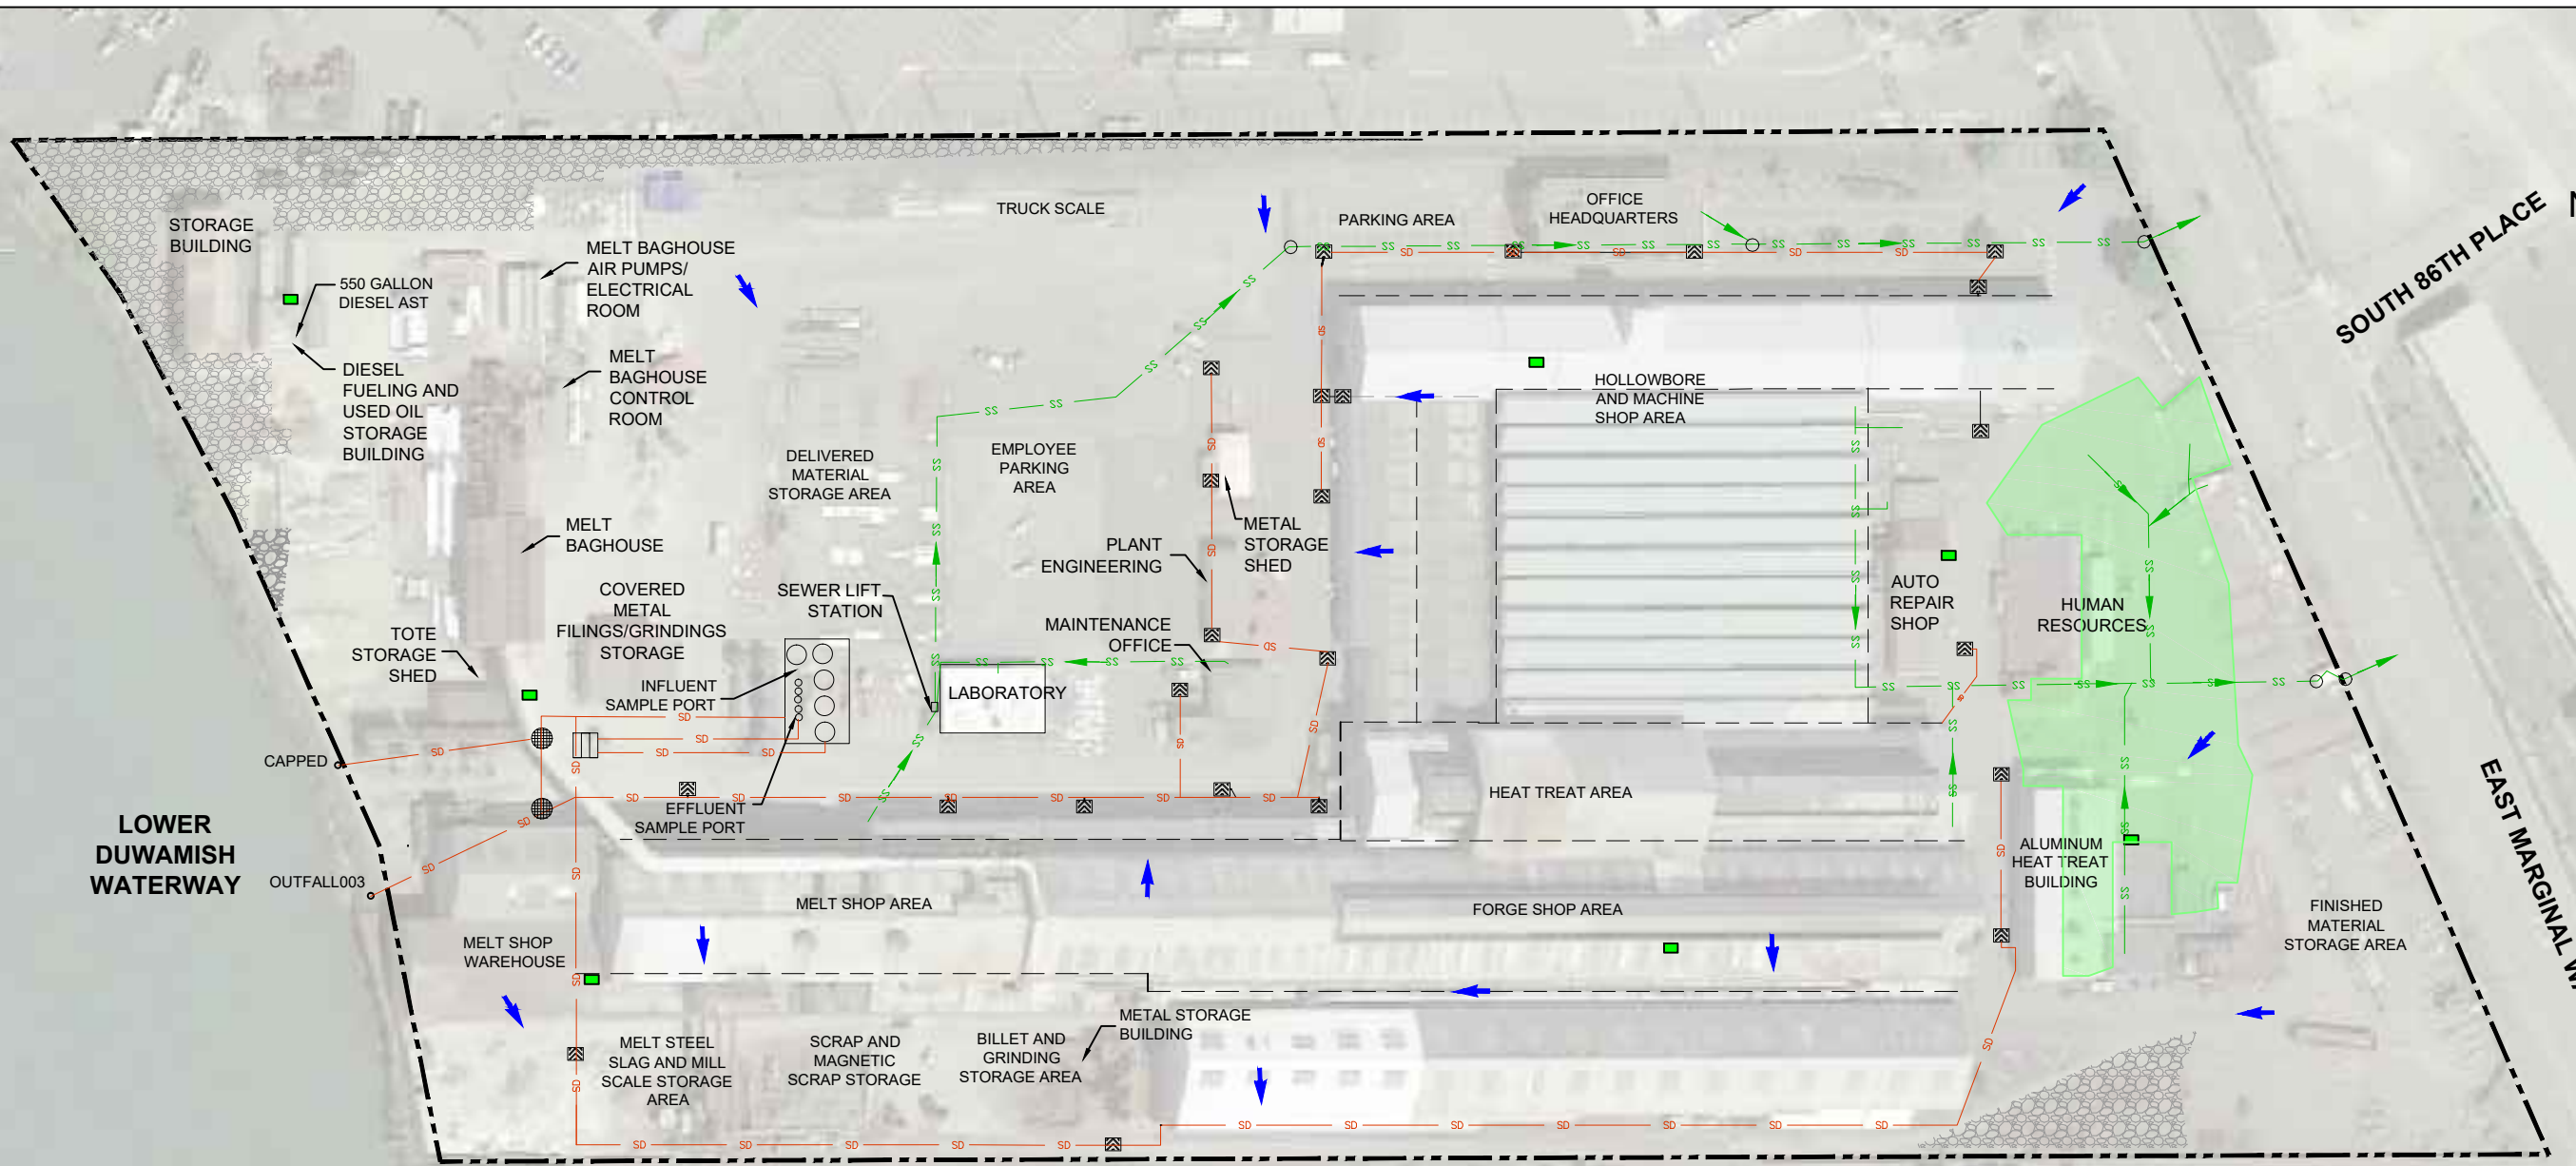 TRUCK SCALE
PARKING AREA
OFFICE
HEADQUARTERS
SOUTH 86TH PLACE
N
STORAGE
BUILDING
MELT BAGHOUSE
AIR PUMPS/
ELECTRICAL
ROOM
550 GALLON
DIESEL AST
DIESEL
FUELING AND
USED OIL
STORAGE
BUILDING
MELT
BAGHOUSE
CONTROL
ROOM
HOLLOWBORE
AND MACHINE
SHOP AREA
DELIVERED
MATERIAL
STORAGE AREA
EMPLOYEE
PARKING
AREA
MELT
BAGHOUSE
METAL
STORAGE
SHED
PLANT
ENGINEERING
COVERED
METAL
FILINGS/GRINDINGS
STORAGE
SEWER LIFT
STATION
MAINTENANCE
OFFICE
AUTO
REPAIR
SHOP
HUMAN
RESOURCES
TOTE
STORAGE
SHED
INFLUENT
SAMPLE PORT
LABORATORY
CAPPED
EFFLUENT
SAMPLE PORT
HEAT TREAT AREA
LOWER
DUWAMISH
WATERWAY
OUTFALL003
ALUMINUM
HEAT TREAT
BUILDING
EAST MARGINAL WA
MELT SHOP AREA
FORGE SHOP AREA
FINISHED
MATERIAL
STORAGE AREA
MELT SHOP
WAREHOUSE
METAL STORAGE
BUILDING
MELT STEEL
SLAG AND MILL
SCALE STORAGE
AREA
SCRAP AND
MAGNETIC
SCRAP STORAGE
BILLET AND
GRINDING
STORAGE AREA
SS
SD